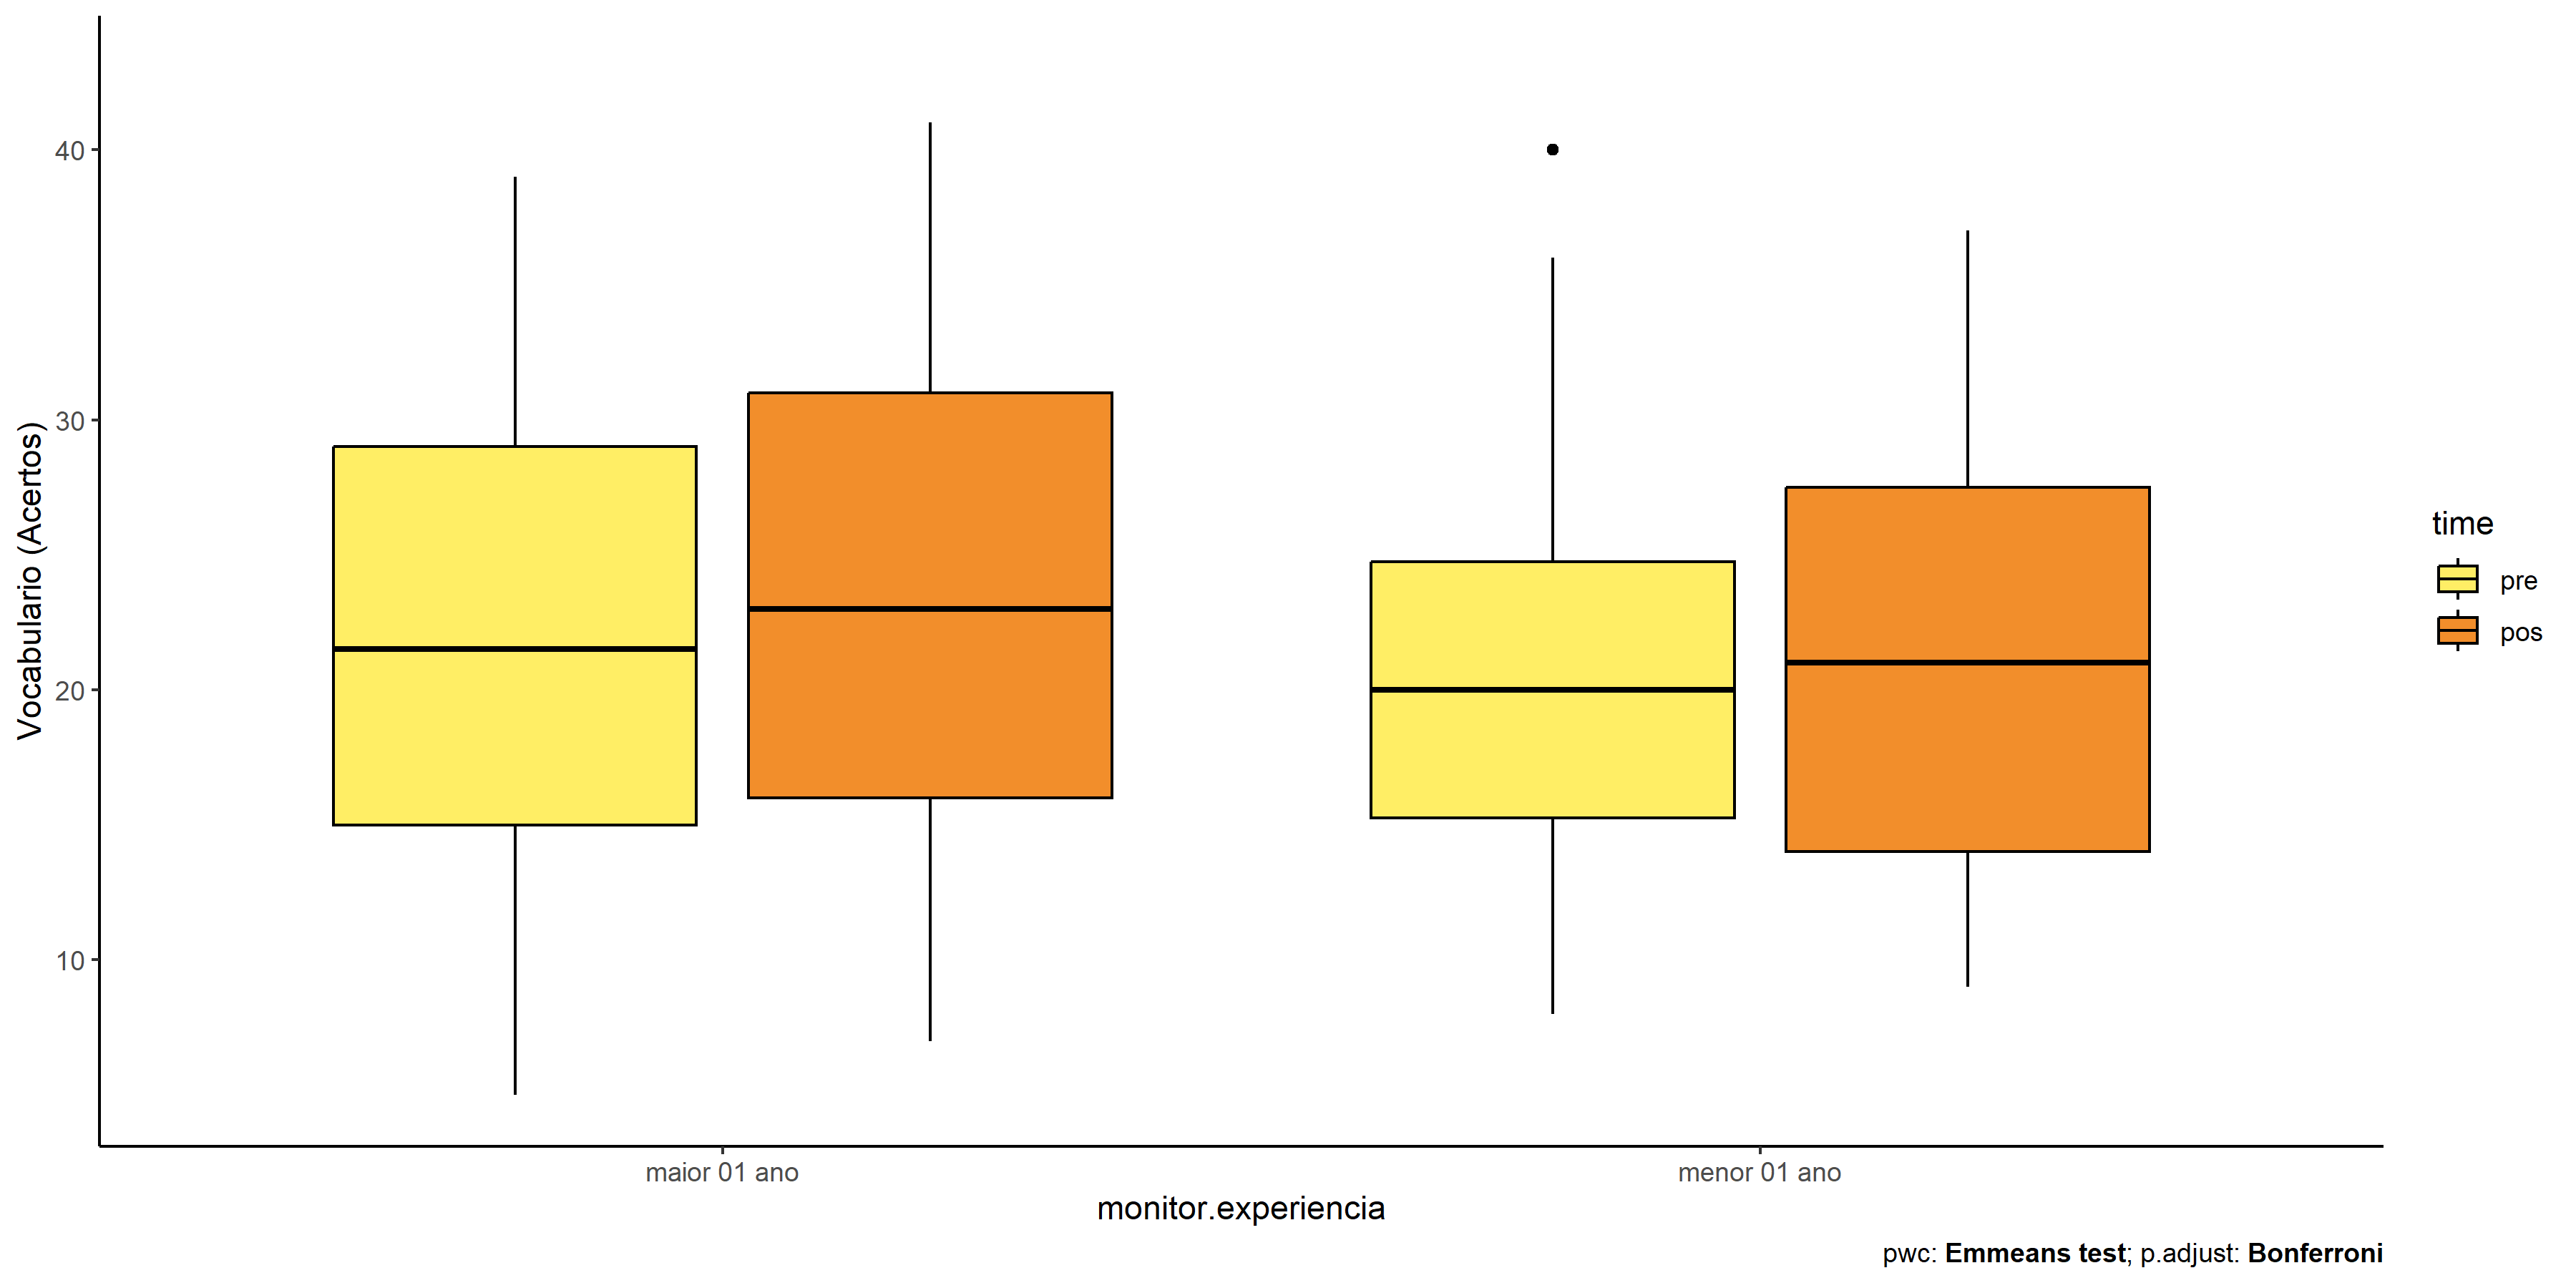 Vocabulario (Acertos)
40
30
20
10
maior 01 ano
menor 01 ano
monitor.experiencia
time
pre
pos
pwc: Emmeans test; p.adjust: Bonferroni